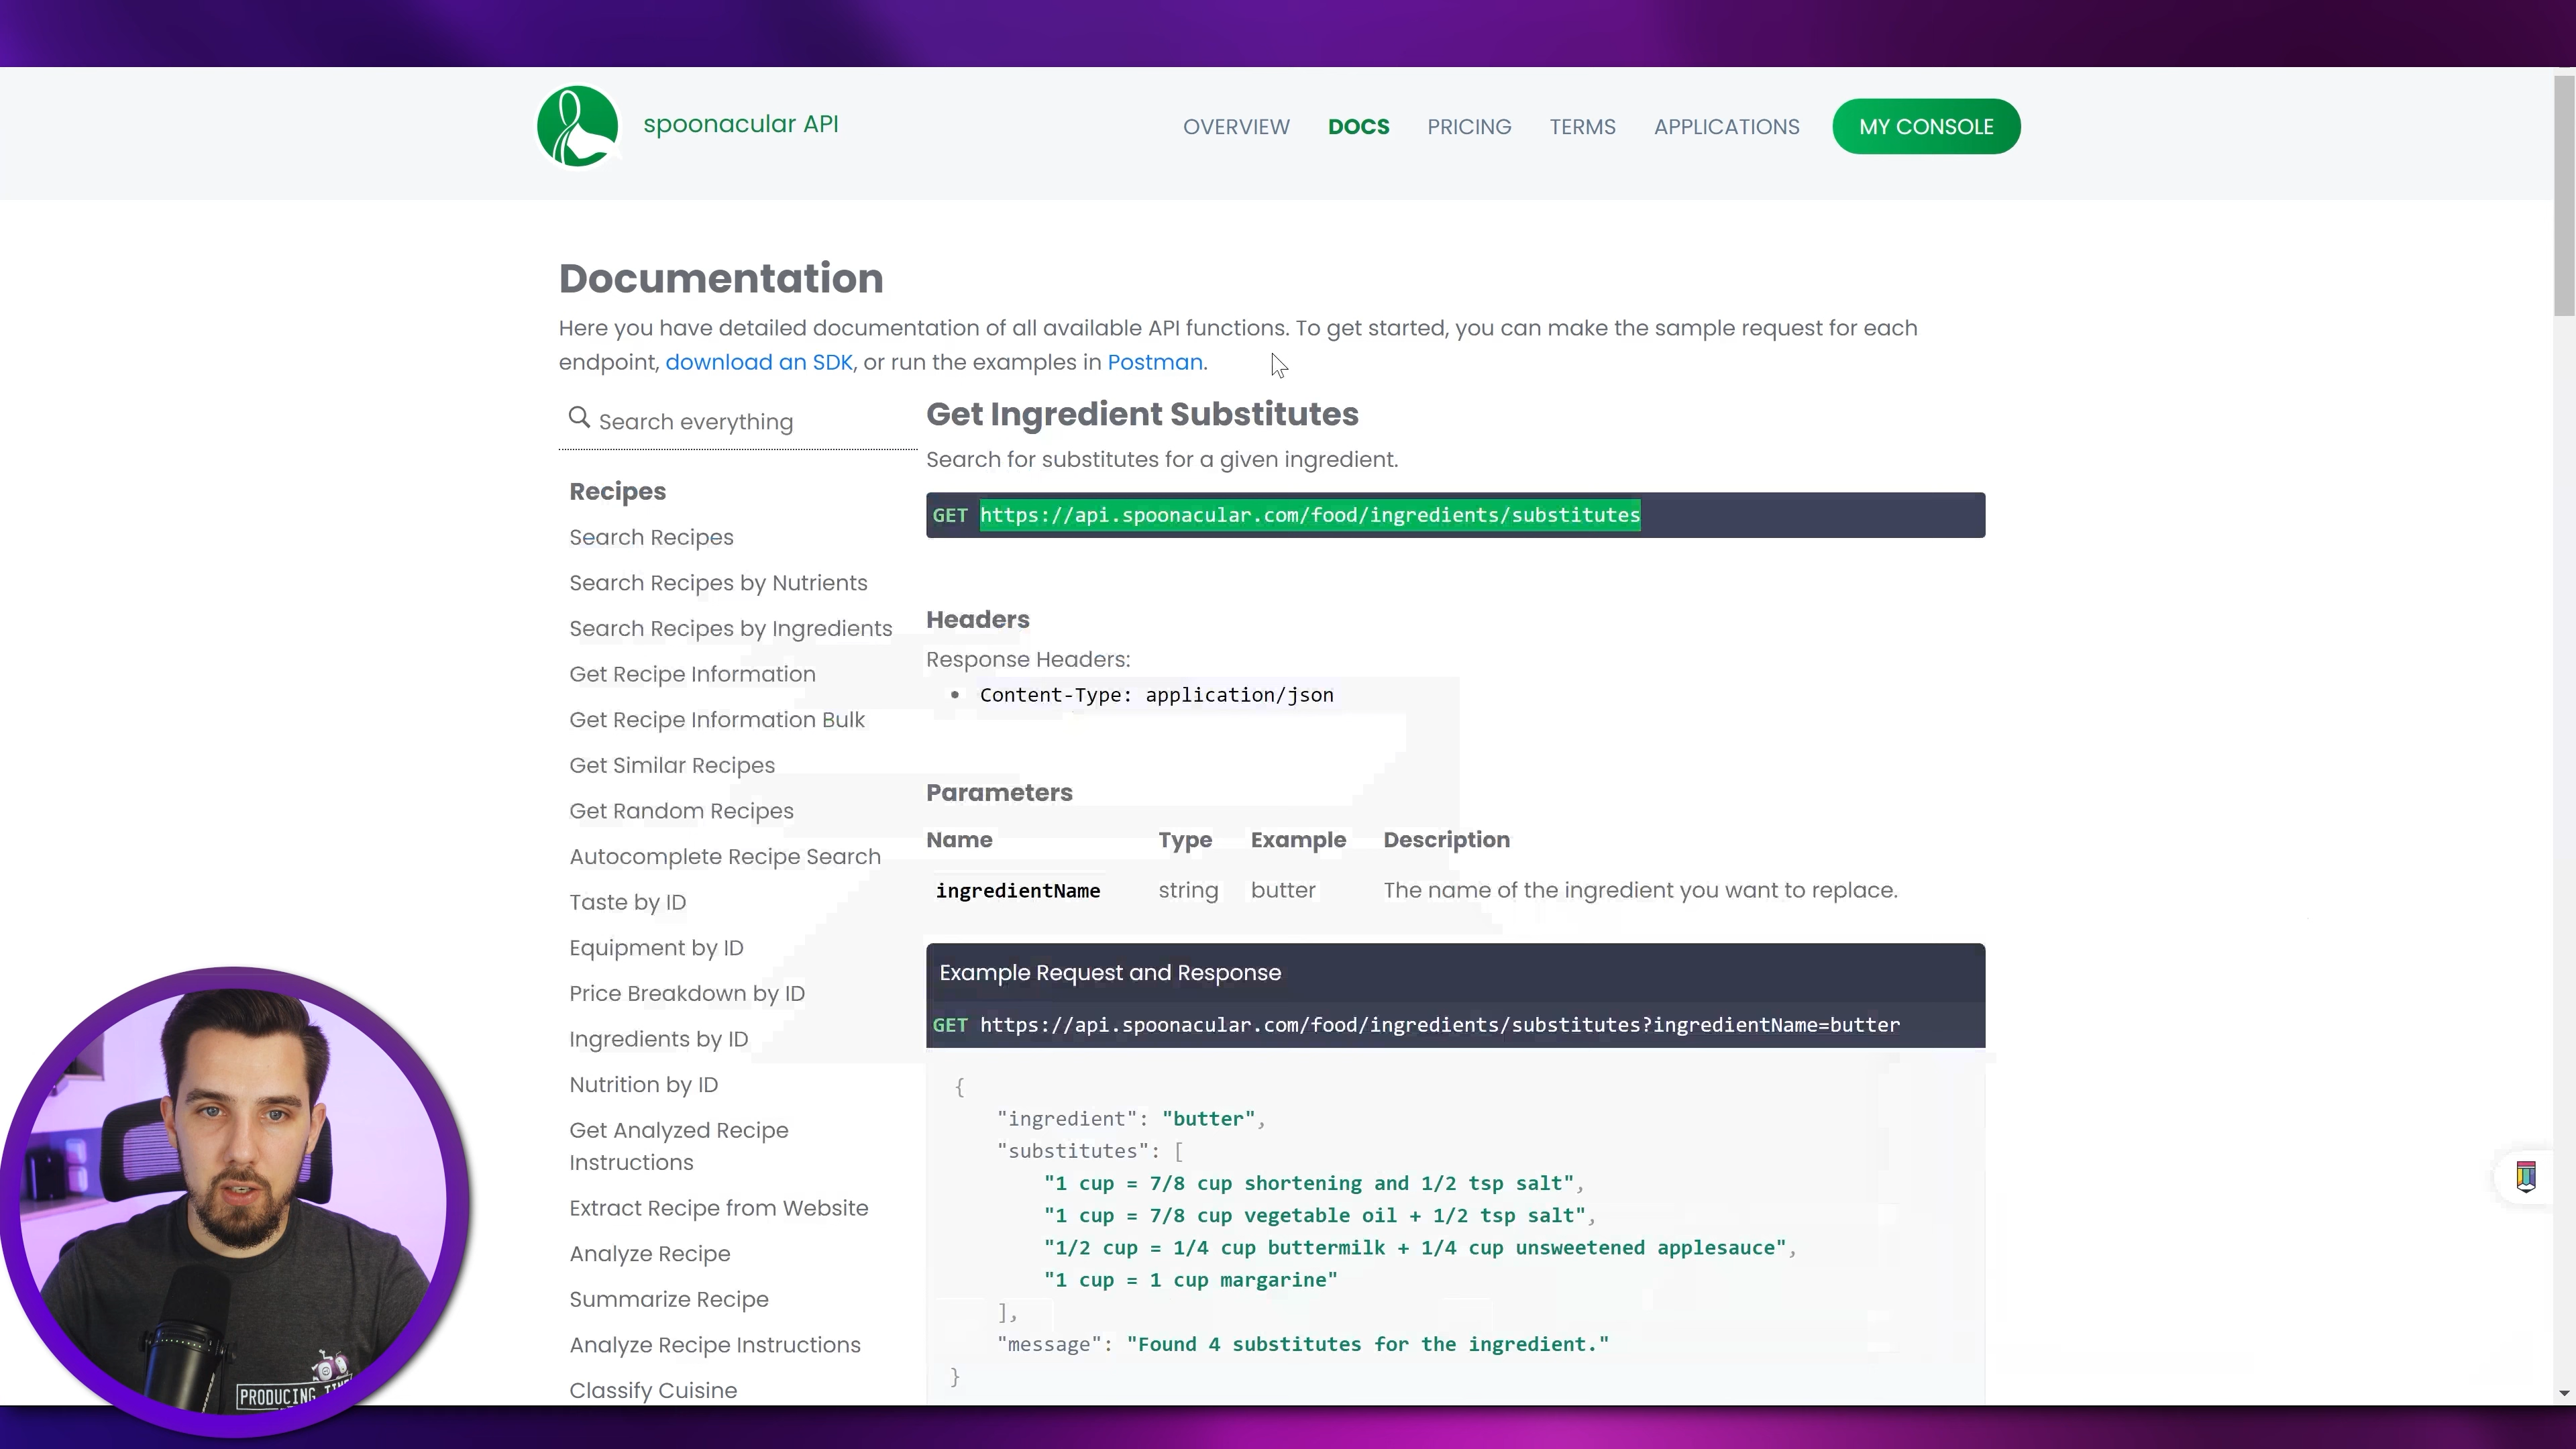 spoonacular API
OVERVIEW DOCS PRICING TERMS APPLICATIONS MY CONSOLE
Documentation
Here you have detailed documentation of all available API functions. To get started, you can make the sample request for each
endpoint, download an SDK, or run the examples in Postman.
Search everything
Recipes
Search Recipes
Search Recipes by Nutrients
Search Recipes by Ingredients
Get Recipe Information
Get Recipe Information Bulk
Get Similar Recipes
Get Random Recipes
Autocomplete Recipe Search
Taste by ID
Equipment by ID
Price Breakdown by ID
Ingredients by ID
Nutrition by ID
Get Analyzed Recipe
Instructions
Extract Recipe from Website
Analyze Recipe
Summarize Recipe
Analyze Recipe Instructions
Classify Cuisine
Get Ingredient Substitutes
Search for substitutes for a given ingredient.
GET https://api.spoonacular.com/food/ingredients/substitutes
Headers
Response Headers:
• Content-Type: application/json
Parameters
Name Type Example Description
ingredientName string butter The name of the ingredient you want to replace.
Example Request and Response
GET https://api.spoonacular.com/food/ingredients/substitutes?ingredientName=butter
{
"ingredient": "butter",
"substitutes": [
"1 cup = 7/8 cup shortening and 1/2 tsp salt",
"1 cup = 7/8 cup vegetable oil + 1/2 tsp salt",
"1/2 cup = 1/4 cup buttermilk + 1/4 cup unsweetened applesauce",
"1 cup = 1 cup margarine"
],
"message": "Found 4 substitutes for the ingredient."
}
PRODUCING